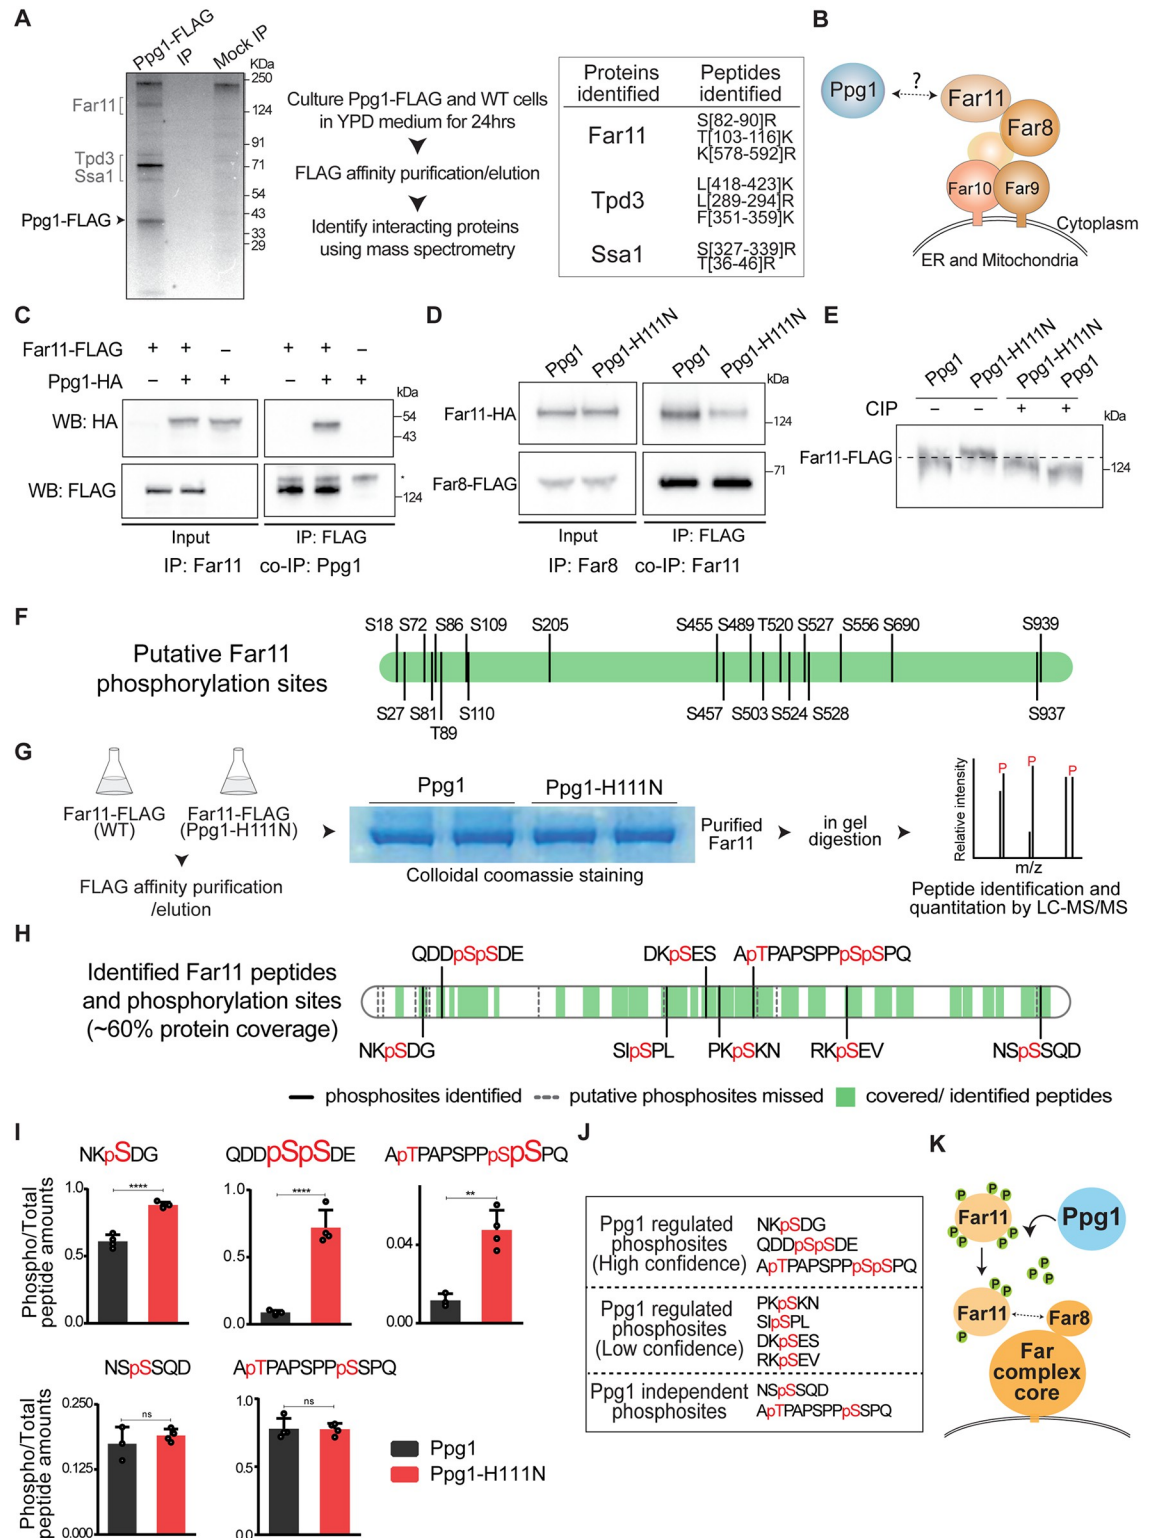 A
Ppg1-FLAG
IP
Mock IP
KDa
250
124
91
71
54
43
33
29
Far11
Tpd3
Ssa1
Ppg1-FLAG
Culture Ppg1-FLAG and WT cells
in YPD medium for 24hrs
FLAG affinity purification/elution
Identify interacting proteins
using mass spectrometry
Proteins identified
Peptides identified
Far11
S[82-90]R
T[103-116]K
K[578-592]R
Tpd3
L[418-423]K
L[289-294]R
F[351-359]K
Ssa1
S[327-339]R
T[36-46]R
B
Ppg1
?
Far11
Far8
Far10
Far9
Cytoplasm
ER and Mitochondria
C
Far11-FLAG + + – + + –
Ppg1-HA – + + – + +
kDa
WB: HA
54
43
WB: FLAG
*
124
Input
IP: FLAG
IP: Far11 co-IP: Ppg1
D
Ppg1
Ppg1-H111N
Ppg1
Ppg1-H111N
kDa
Far11-HA
124
71
Far8-FLAG
Input
IP: FLAG
IP: Far8 co-IP: Far11
E
Ppg1
Ppg1-H111N
Ppg1-H111N
Ppg1
CIP – – + +
kDa
Far11-FLAG
124
F
Putative Far11
phosphorylation sites
S18 S72 S86 S109 S205 S455 S489 T520 S527 S556 S690 S939
S27 S81 T89 S110 S457 S503 S524 S528 S937
G
Far11-FLAG
(WT)
Far11-FLAG
(Ppg1-H111N)
FLAG affinity purification
/elution
Ppg1
Ppg1-H111N
Colloidal coomassie staining
Purified
Far11
in gel
digestion
Relative intensity
P
P
P
m/z
Peptide identification and
quantitation by LC-MS/MS
H
Identified Far11 peptides
and phosphorylation sites
(~60% protein coverage)
QDDpSpSDE DKpSES ApTPAPSPPpSpSPQ
NKpSDG SIpSPL PKpSKN RKpSEV NSpSSQD
phosphosites identified
putative phosphosites missed
covered/ identified peptides
I
Phospho/Total
peptide amounts
NKpSDG
****
1.0
0.5
0.0
QDDpSpSDE
****
1.0
0.5
0.0
ApTPAPSPPpSpSPQ
**
0.04
0.00
Phospho/Total
peptide amounts
NSpSSQD
ns
0.250
0.125
0.000
ApTPAPSPPpSSPQ
ns
1.0
0.5
0.0
Ppg1
Ppg1-H111N
J
Ppg1 regulated
phosphosites
(High confidence)
NKpSDG
QDDpSpSDE
ApTPAPSPPpSpSPQ
Ppg1 regulated
phosphosites
(Low confidence)
PKpSKN
SIpSPL
DKpSES
RKpSEV
Ppg1 independent
phosphosites
NSpSSQD
ApTPAPSPPpSSPQ
K
P
P
P
P
P
P
P
P
Far11
Ppg1
P
P
P
P
P
P
Far11
P
Far8
Far
complex
core